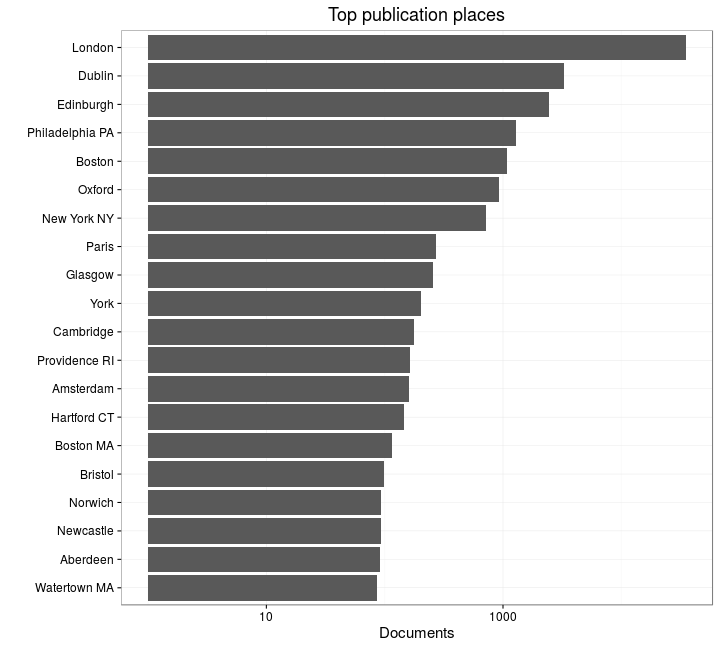 Top publication places
London
Dublin
Edinburgh
Philadelphia PA
Boston
Oxford
New York NY
Paris
Glasgow
York
Cambridge
Providence RI
Amsterdam
Hartford CT
Boston MA
Bristol
Norwich
Newcastle
Aberdeen
Watertown MA
10 1000
Documents